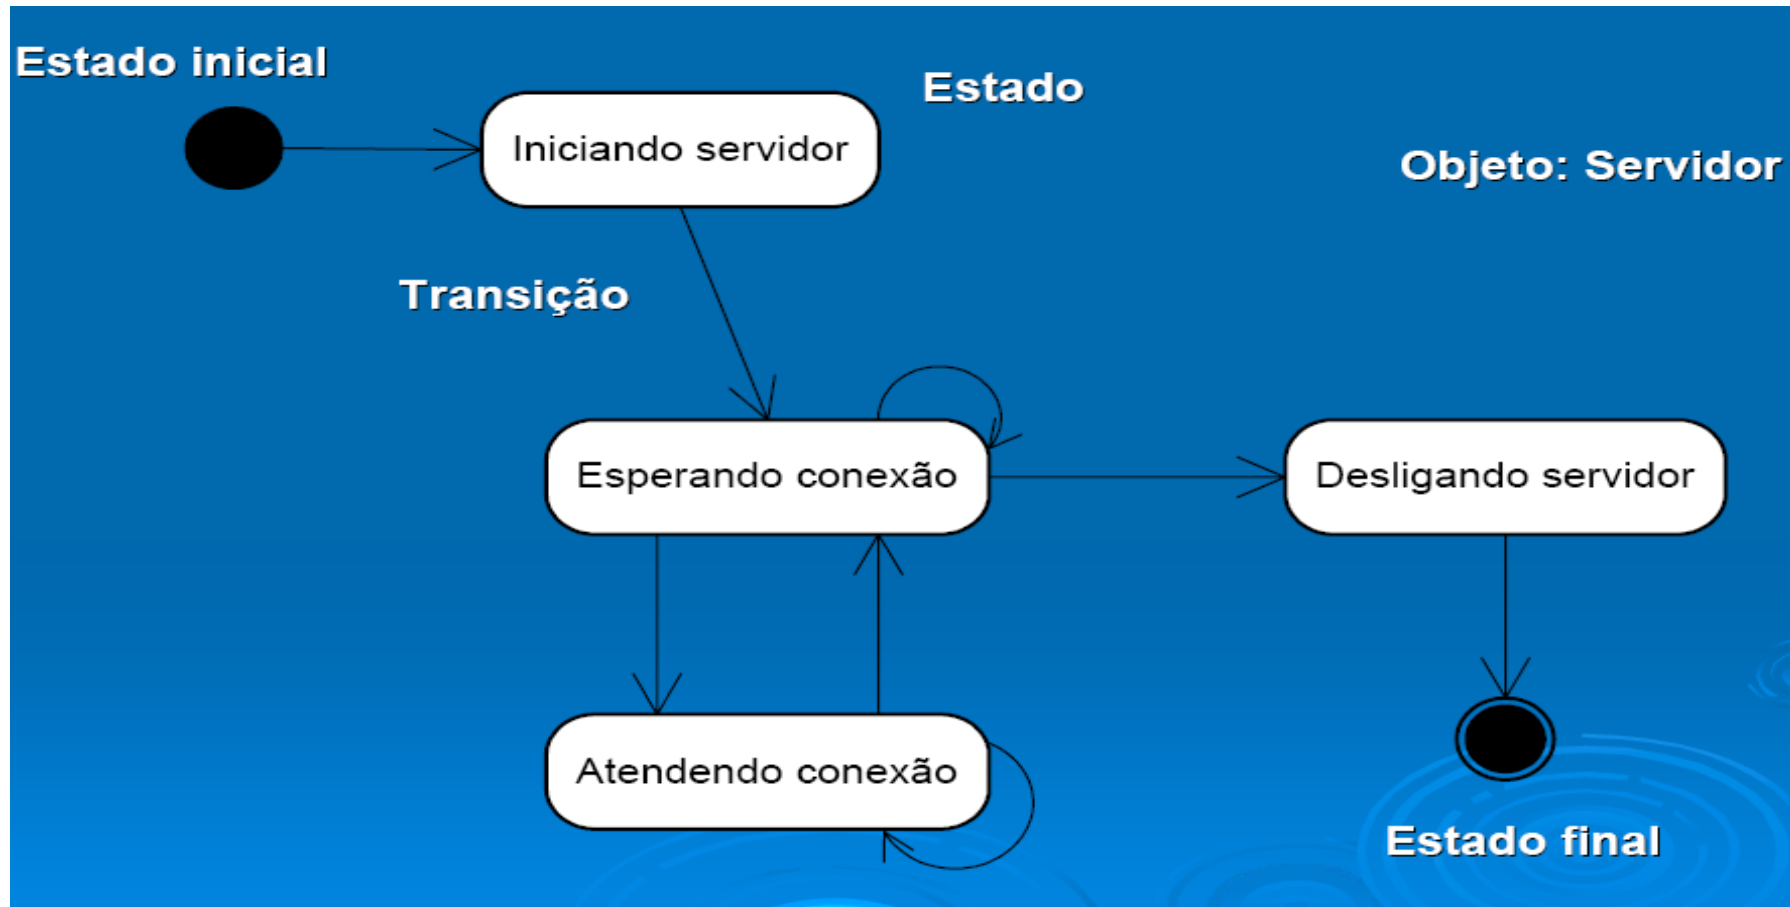 Estado inicial
Estado
Iniciando servidor
Objeto: Servidor
Transição
Esperando conexão
Desligando servidor
Atendendo conexão
Estado final